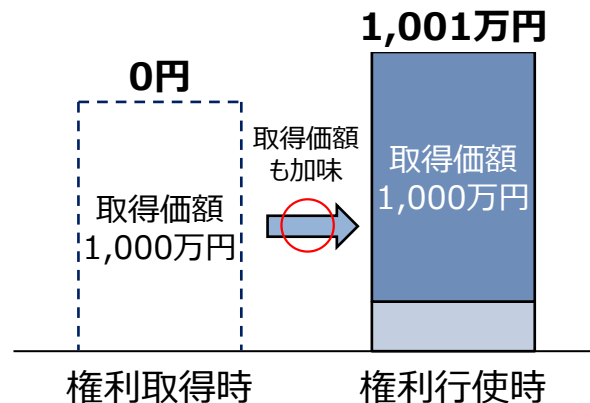 1,001万円
0円
取得価額
も加味
取得価額
1,000万円
取得価額
1,000万円
権利取得時
権利行使時